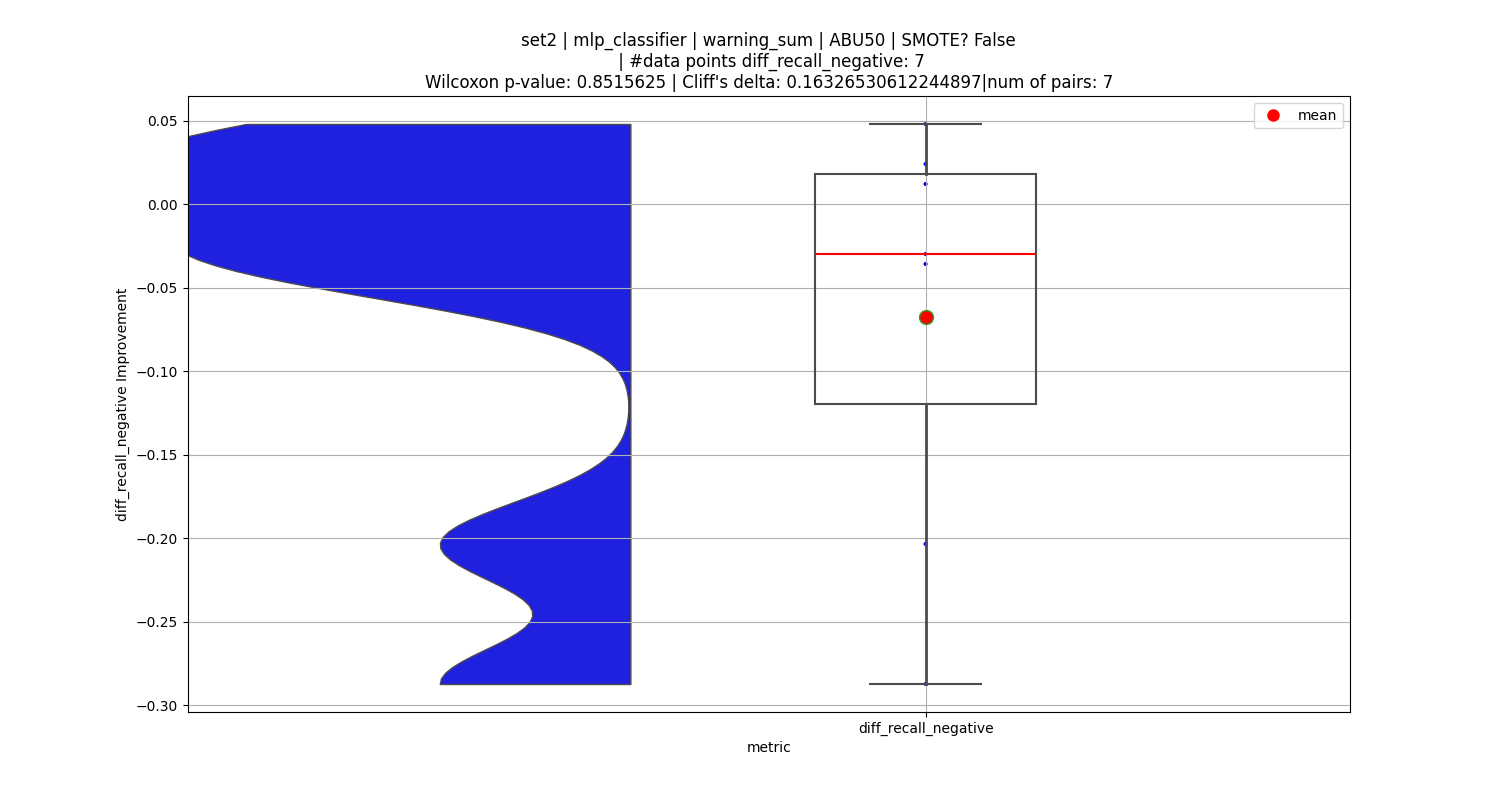 set2 | mlp_classifier | warning_sum | ABU50 | SMOTE? False
| #data points diff_recall_negative: 7
Wilcoxon p-value: 0.8515625 | Cliff's delta: 0.16326530612244897|num of pairs: 7
mean
0.05
0.00
−0.05
−0.10
−0.15
−0.20
−0.25
−0.30
diff_recall_negative Improvement
diff_recall_negative
metric